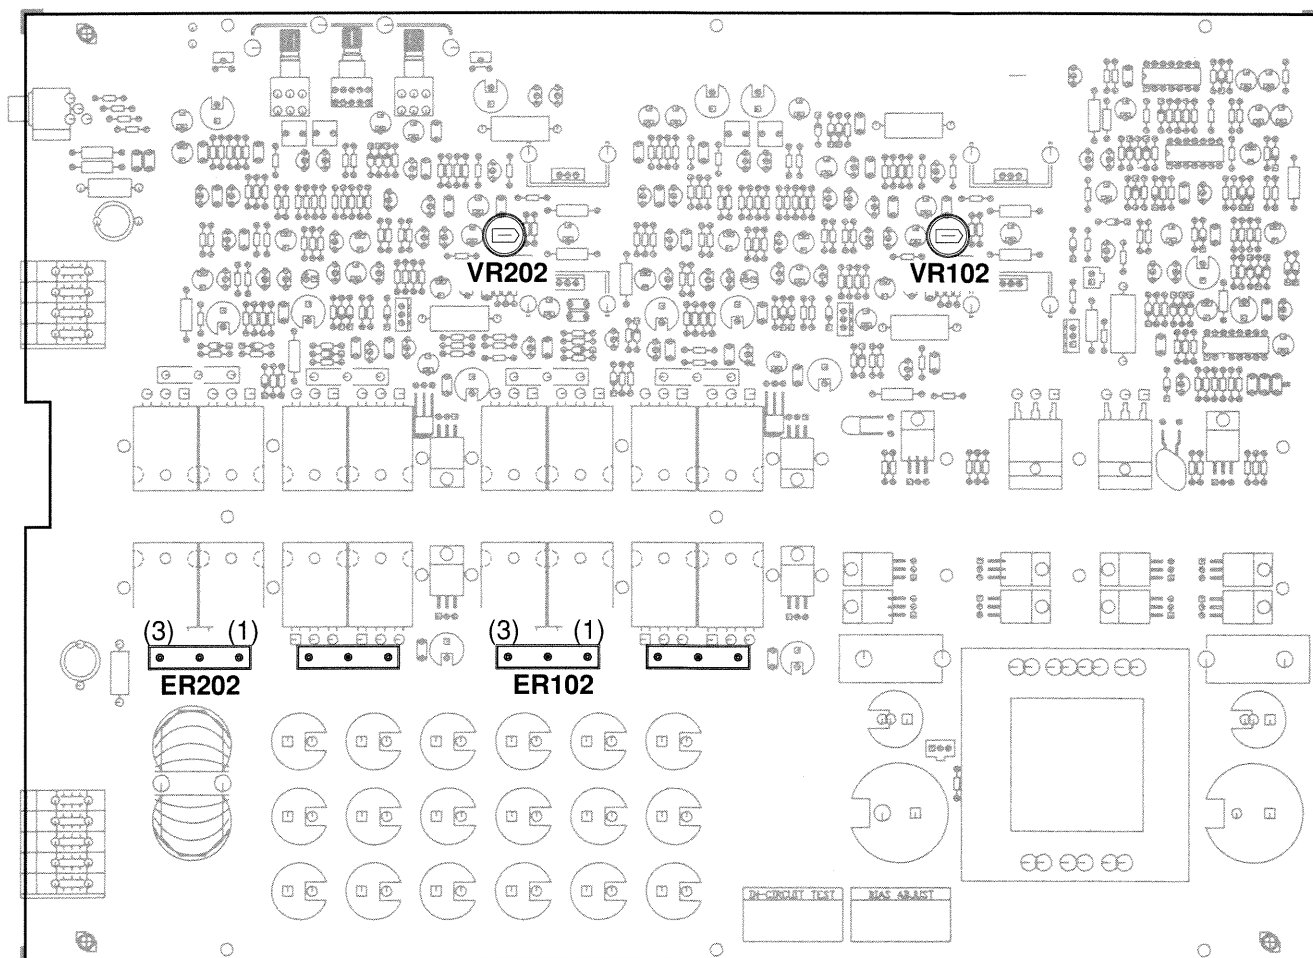 VR202
VR102
(3) (1)
(3) (1)
ER202
ER102
IN-CIRCUIT TEST
BIAS ADJUST